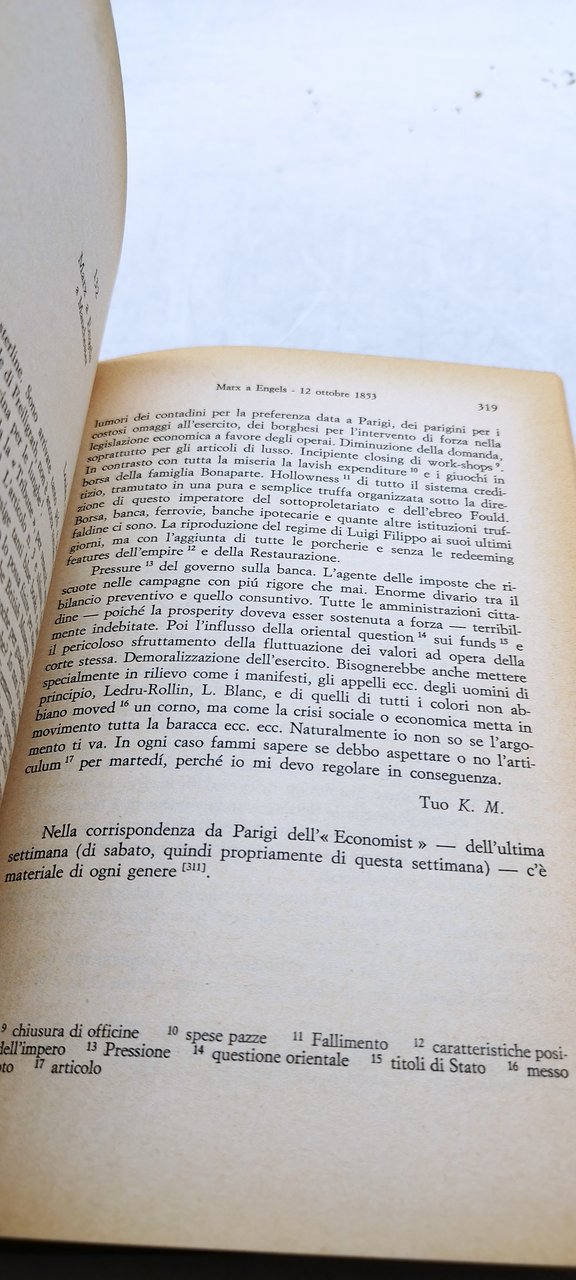 Marx a Engels - 12 ottobre 1853
319
lumori dei contadini per la preferenza data a Parigi, dei parigini per i
costosi omaggi all'esercito, dei borghesi per l'intervento di forza nella
legislazione economica a favore degli operai. Diminuzione della domanda,
soprattutto per gli articoli di lusso. Incipiente closing di work-shops 9.
In contrasto con tutta la miseria la lavish expenditure 10 e i giuochi in
borsa della famiglia Bonaparte. Hollowness 11 di tutto il sistema credi-
tizio, tramutato in una pura e semplice truffa organizzata sotto la dire-
zione di questo imperatore del sottoproletariato e dell'ebreo Fould.
Borsa, banca, ferrovie, banche ipotecarie e quante altre istituzioni truf-
faldine ci sono. La riproduzione del regime di Luigi Filippo ai suoi ultimi
giorni, ma con l'aggiunta di tutte le porcherie e senza le redeeming
features dell'empire 12 e della Restaurazione.
Pressure 13 del governo sulla banca. L'agente delle imposte che ri-
scuote nelle campagne con piú rigore che mai. Enorme divario tra il
bilancio preventivo e quello consuntivo. Tutte le amministrazioni citta-
dine — poiché la prosperity doveva esser sostenuta a forza — terribil-
mente indebitate. Poi l'influsso della oriental question 14 sui funds 15 e
il pericoloso sfruttamento della fluttuazione dei valori ad opera della
corte stessa. Demoralizzazione dell'esercito. Bisognerebbe anche mettere
specialmente in rilievo come i manifesti, gli appelli ecc. degli uomini di
principio, Ledru-Rollin, L. Blanc, e di quelli di tutti i colori non ab-
biano moved 16 un corno, ma come la crisi sociale o economica metta in
movimento tutta la baracca ecc. ecc. Naturalmente io non so se l'argo-
mento ti va. In ogni caso fammi sapere se debbo aspettare o no l'arti-
culum 17 per martedí, perché io mi devo regolare in conseguenza.
Tuo K. M.
Nella corrispondenza da Parigi dell'« Economist » — dell'ultima
settimana (di sabato, quindi propriamente di questa settimana) — c'è
materiale di ogni genere [311].
9 chiusura di officine 10 spese pazze 11 Fallimento 12 caratteristiche posi-
dell'impero 13 Pressione 14 questione orientale 15 titoli di Stato 16 messo
to 17 articolo